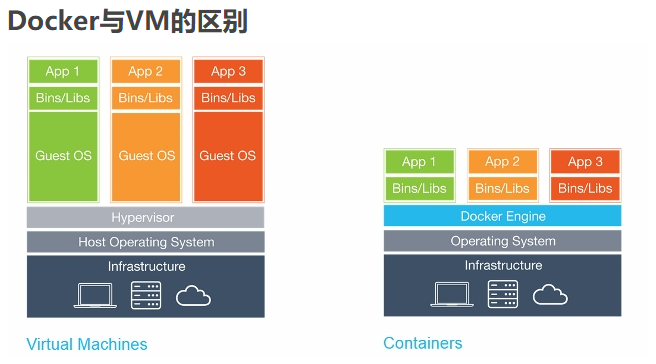 Docker与VM的区别
App 1
App 2
App 3
Bins/Libs
Bins/Libs
Bins/Libs
Guest OS
Guest OS
Guest OS
Hypervisor
Host Operating System
Infrastructure
Virtual Machines
App 1
App 2
App 3
Bins/Libs
Bins/Libs
Bins/Libs
Docker Engine
Operating System
Infrastructure
Containers